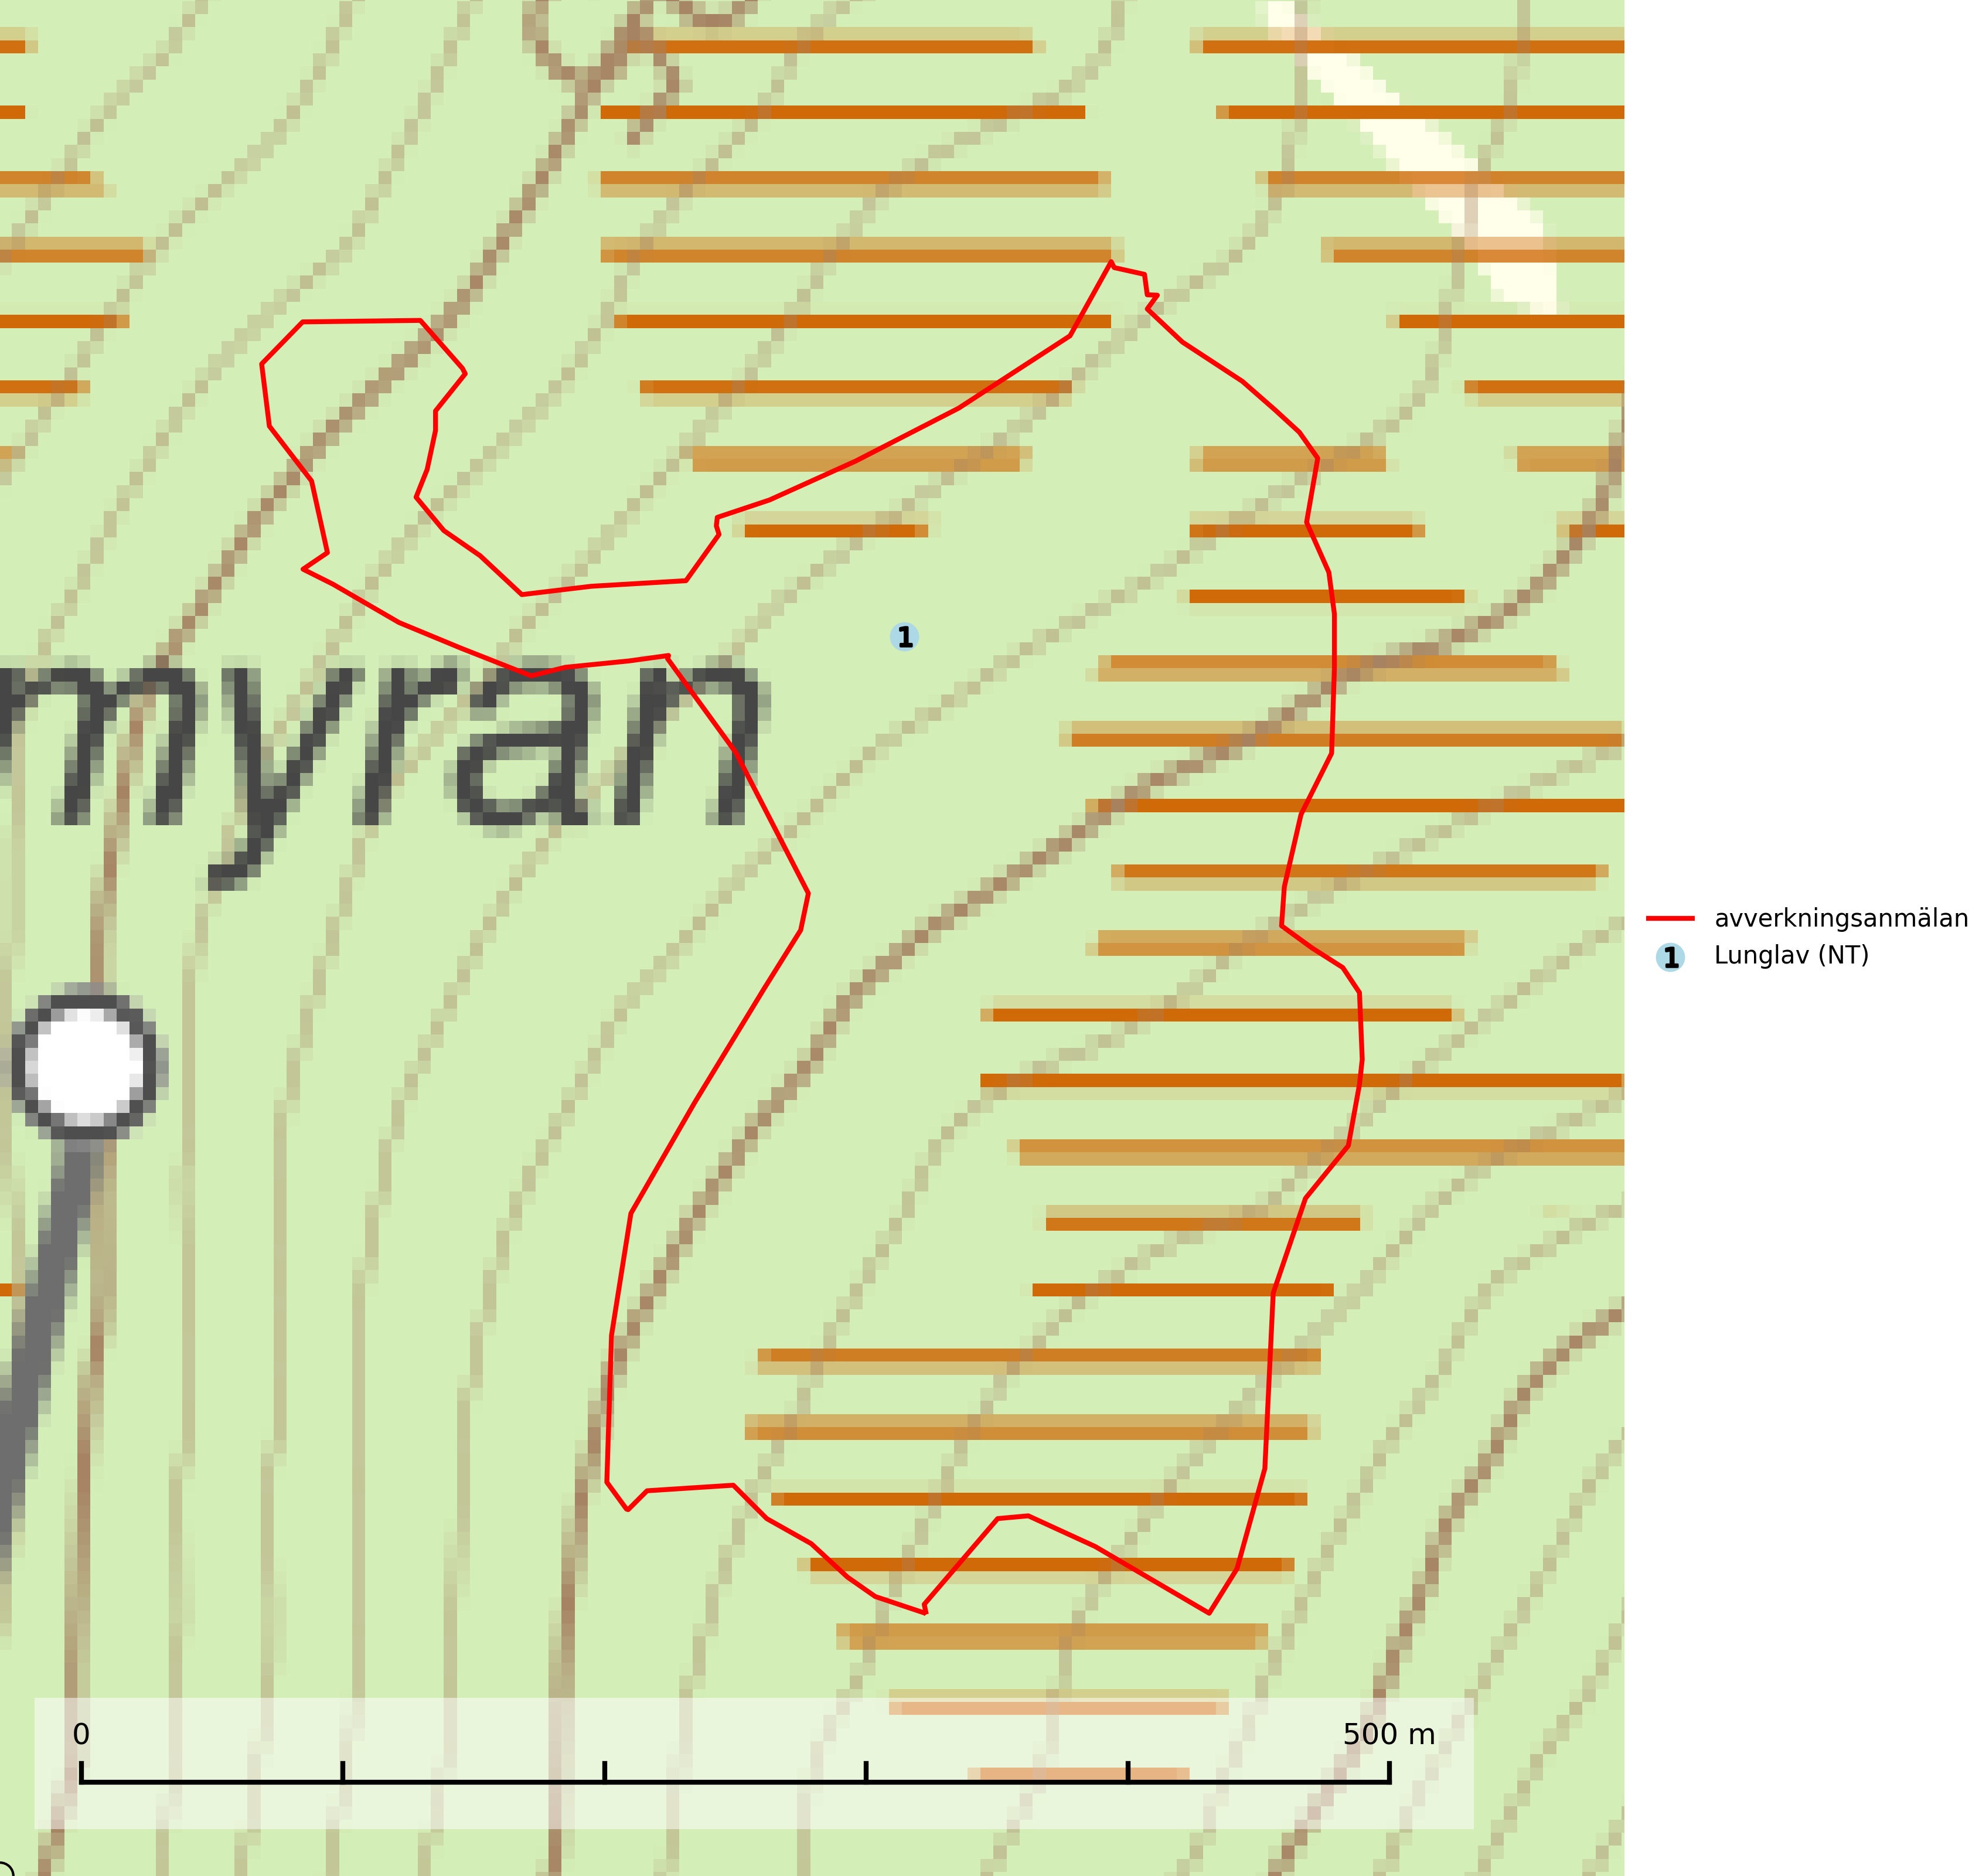 1
myran
avverkningsanmälan
1 Lunglav (NT)
0 500 m